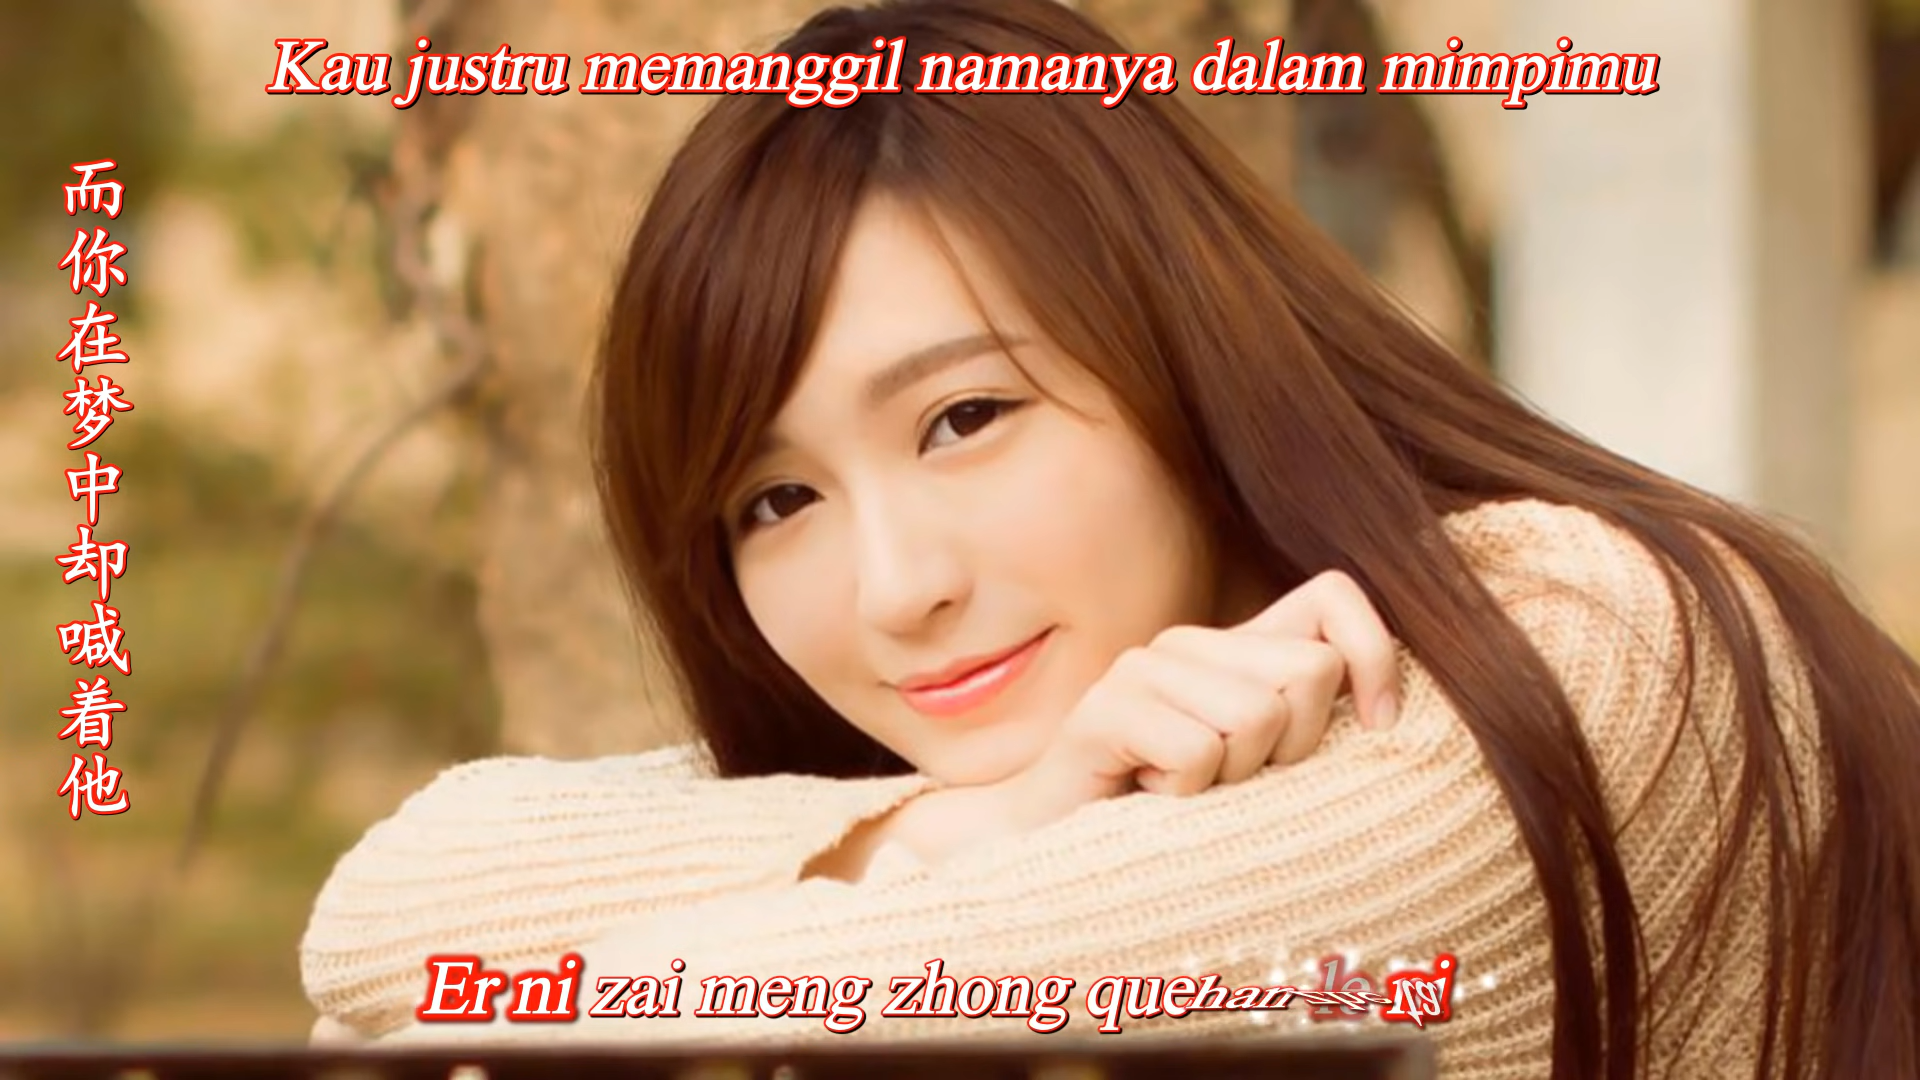 Kau justru memanggil namanya dalam mimpimu
而你在梦中却喊着他
Er ni zai meng zhong que han